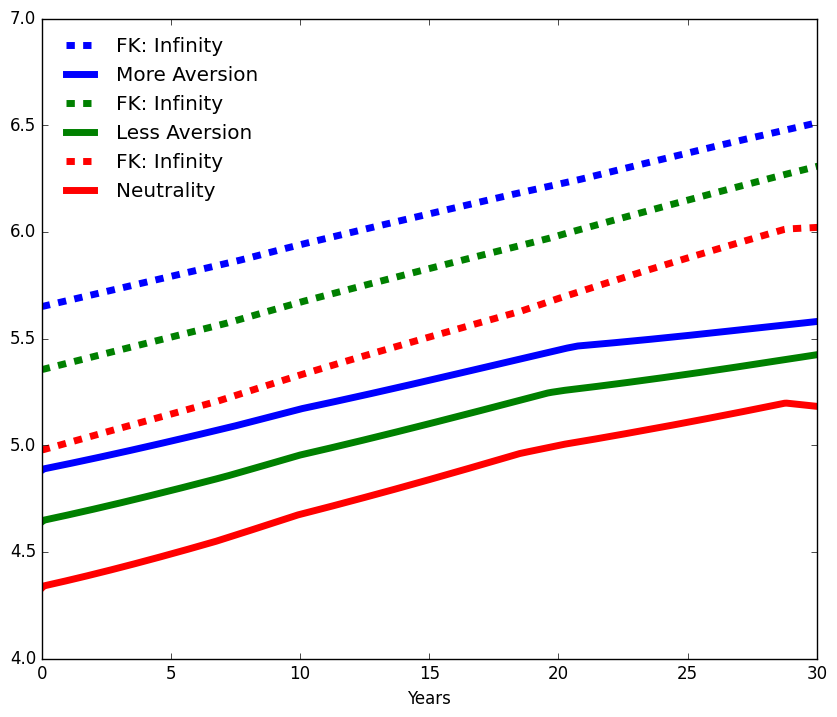 7.0
6.5
6.0
5.5
5.0
4.5
4.0
FK: Infinity
More Aversion
FK: Infinity
Less Aversion
FK: Infinity
Neutrality
0 5 10 15 20 25 30
Years